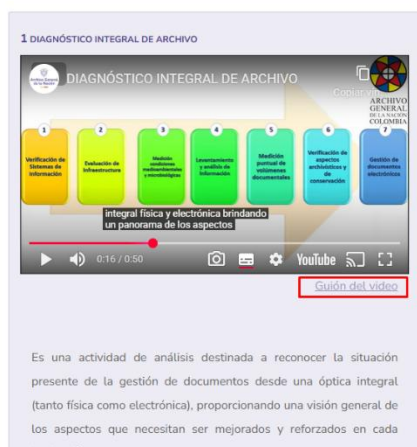 1 DIAGNÓSTICO INTEGRAL DE ARCHIVO
DIAGNÓSTICO INTEGRAL DE ARCHIVO
ARCHIVO
GENERAL
DE LA NACIÓN
COLOMBIA
1
2
3
4
5
6
7
Verificación de
Sistemas de
información
Evaluación de
Infraestructura
Medición
condiciones
medioambientales
y microbiológicas
Levantamiento
y análisis de
información
Medición
puntual de
volúmenes
documentales
Verificación de
aspectos
archivísticos y
de
conservación
Gestión de
documentos
electrónicos
integral física y electrónica brindando
un panorama de los aspectos
0:16 / 0:50
YouTube
Guión del video
Es una actividad de análisis destinada a reconocer la situación
presente de la gestión de documentos desde una óptica integral
(tanto física como electrónica), proporcionando una visión general de
los aspectos que necesitan ser mejorados y reforzados en cada